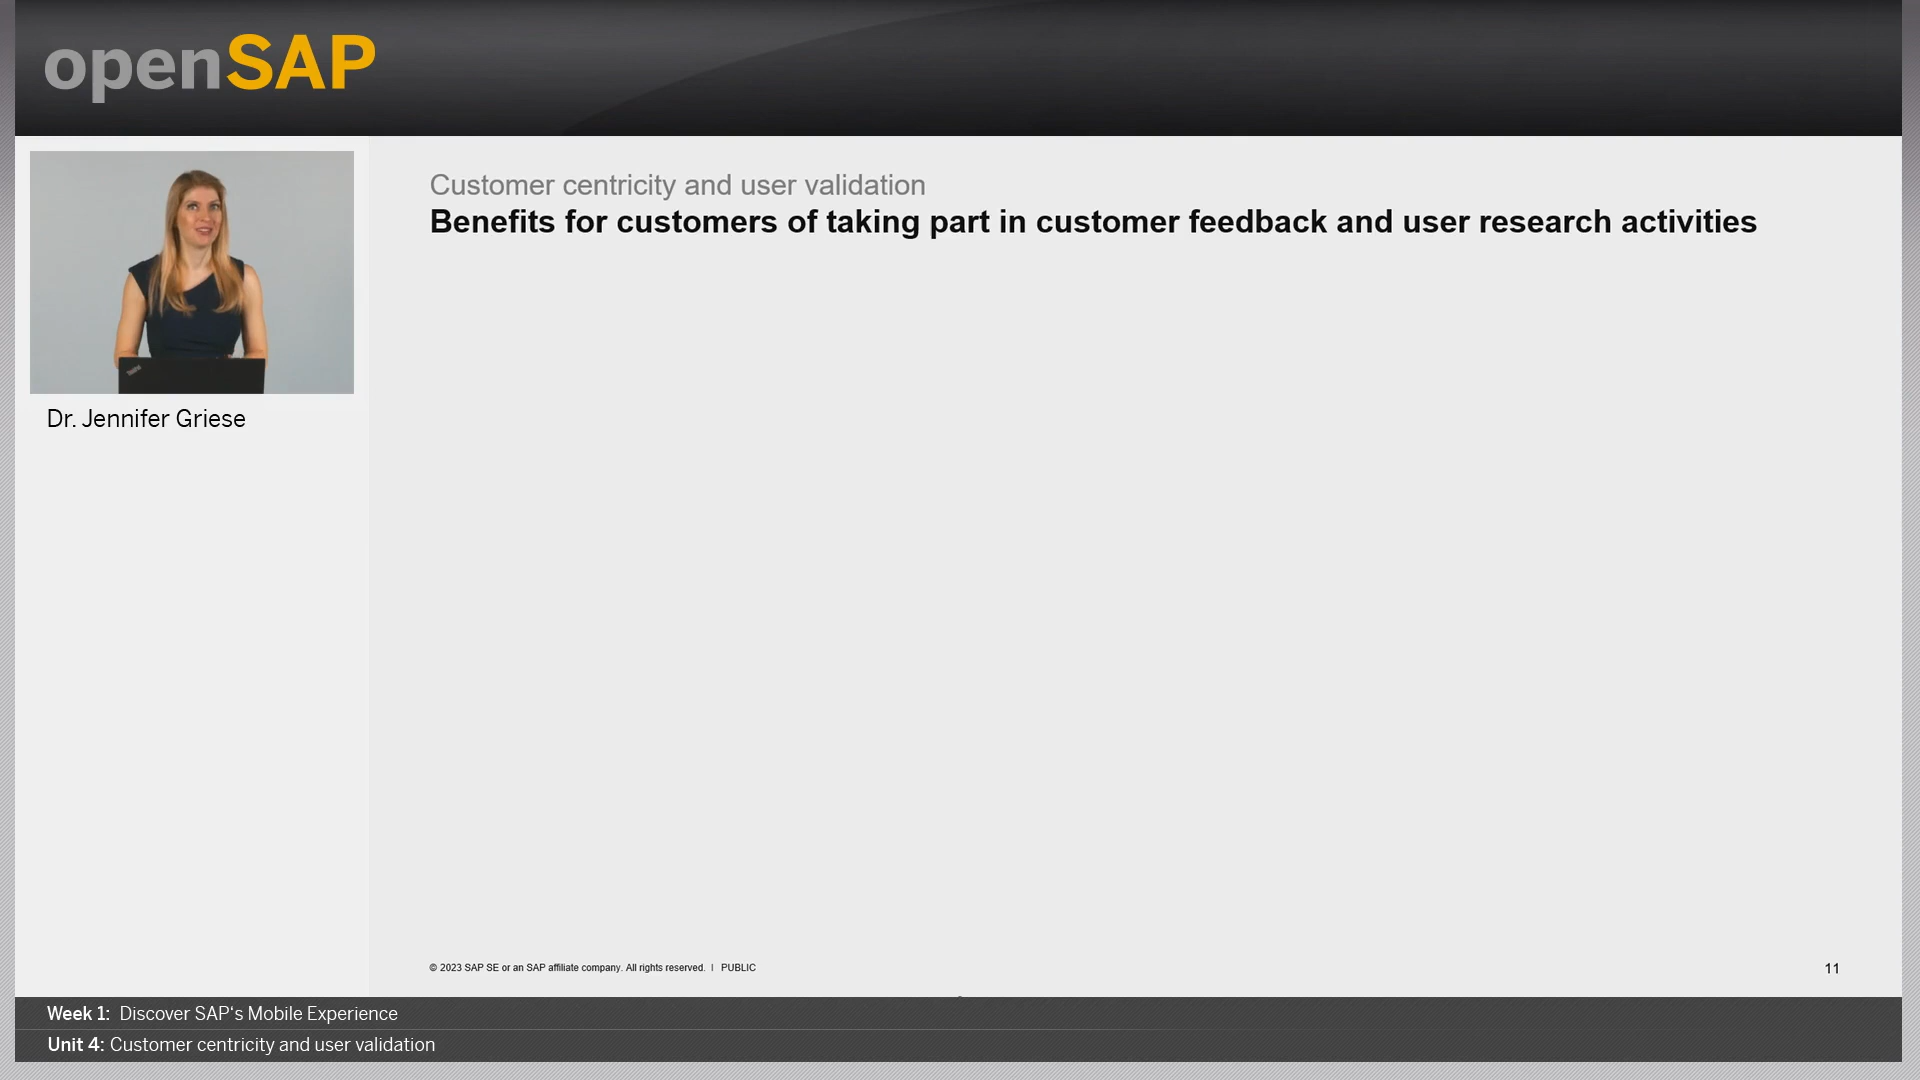 openSAP
Customer centricity and user validation
Benefits for customers of taking part in customer feedback and user research activities
Dr. Jennifer Griese
© 2023 SAP SE or an SAP affiliate company. All rights reserved. | PUBLIC
11
Week 1: Discover SAP‘s Mobile Experience
Unit 4: Customer centricity and user validation